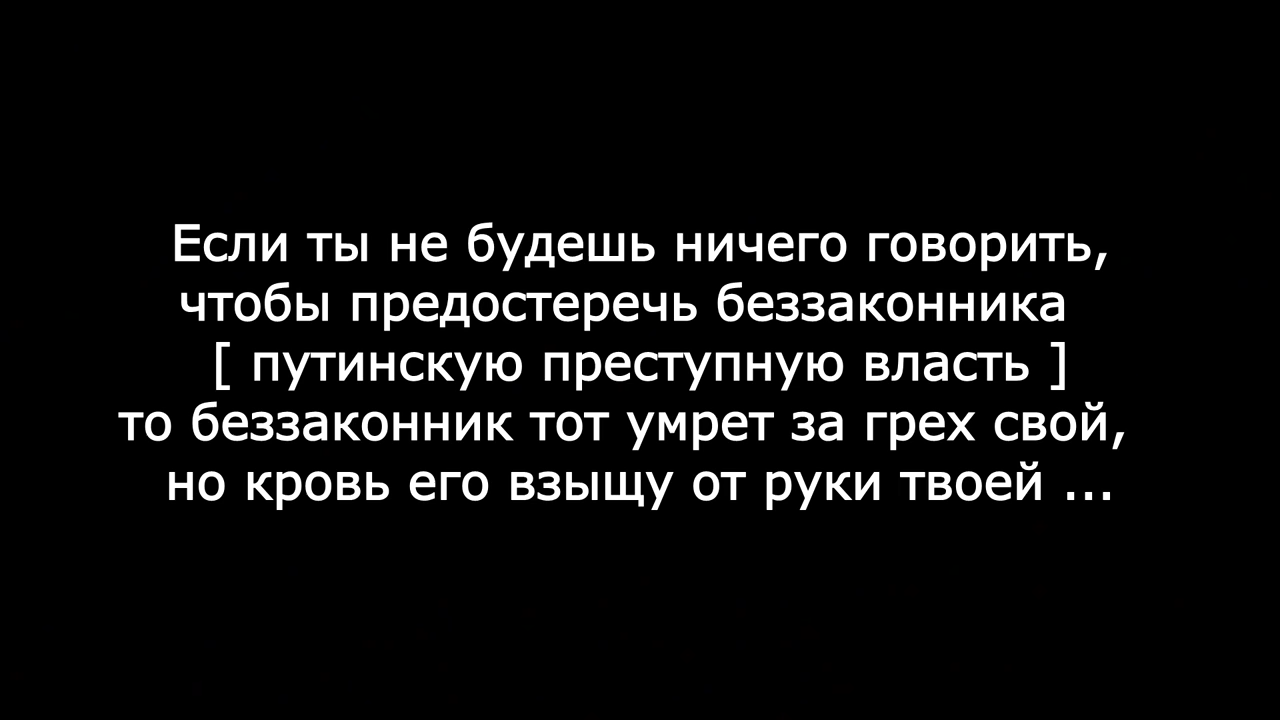 Если ты не будешь ничего говорить,
чтобы предостеречь беззаконника
[ путинскую преступную власть ]
то беззаконник тот умрет за грех свой,
но кровь его взыщу от руки твоей ...